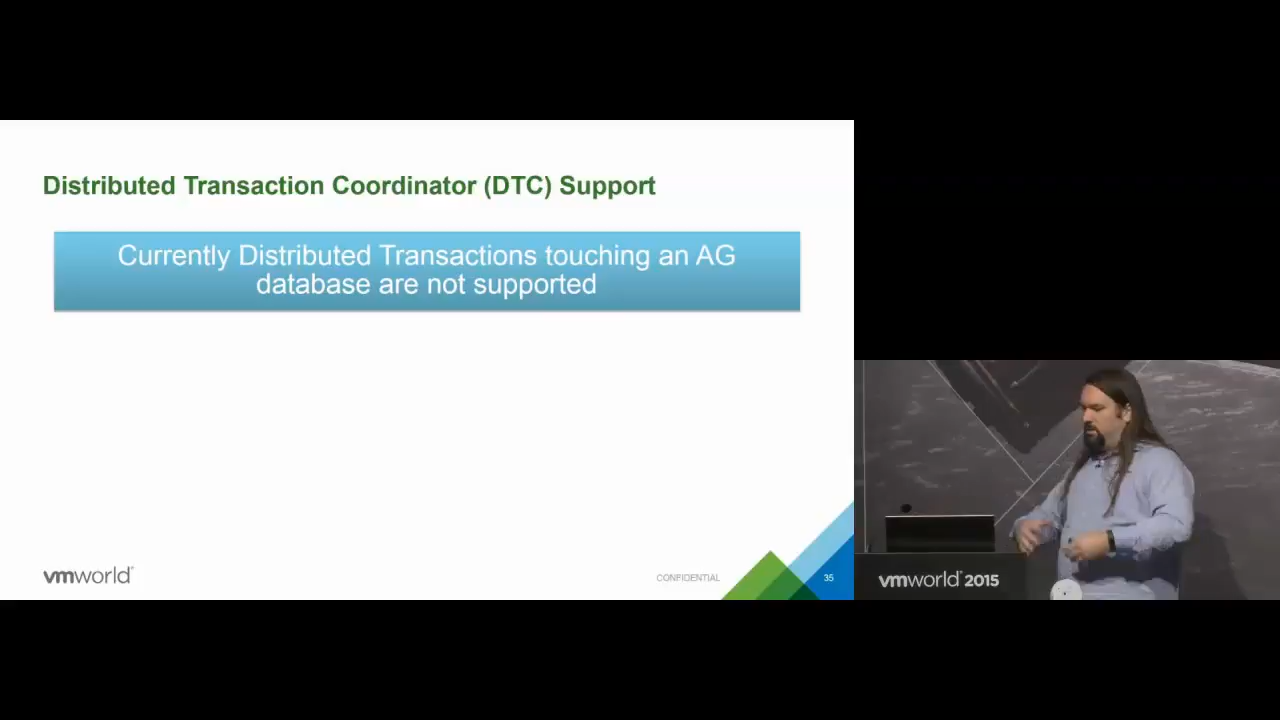 Distributed Transaction Coordinator (DTC) Support
Currently Distributed Transactions touching an AG
database are not supported
vmworld
CONFIDENTIAL
35
vmworld 2015